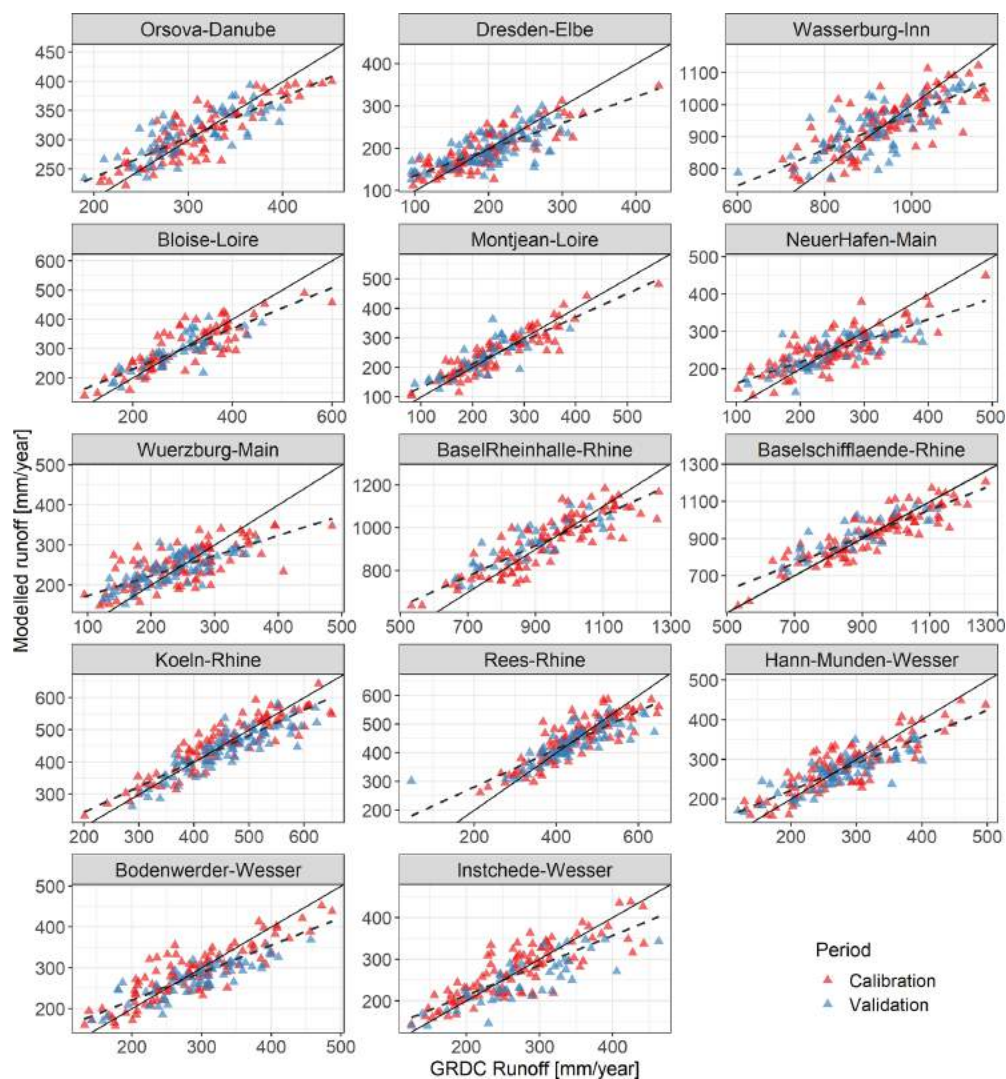 Orsova-Danube
Dresden-Elbe
Wasserburg-Inn
450
400
350
300
250
200 300 400
400
300
200
100
100 200 300 400
1100
1000
900
800
600 800 1000
Bloise-Loire
Montjean-Loire
NeuerHafen-Main
600
500
400
300
200
200 400 600
500
400
300
200
100
100 200 300 400 500
500
400
300
200
100 200 300 400 500
Wuerzburg-Main
BaselRheinhalle-Rhine
Baselschifflaende-Rhine
500
400
300
200
100 200 300 400 500
1200
1000
800
500 700 900 1100 1300
1300
1100
900
700
500 700 900 1100 1300
Koeln-Rhine
Rees-Rhine
Hann-Munden-Wesser
600
500
400
300
200 300 400 500 600
600
500
400
300
200
200 400 600
500
400
300
200
200 300 400 500
Bodenwerder-Wesser
Instchede-Wesser
500
400
300
200
200 300 400 500
400
300
200
200 300 400
Modelled runoff [mm/year]
GRDC Runoff [mm/year]
Period
Calibration
Validation